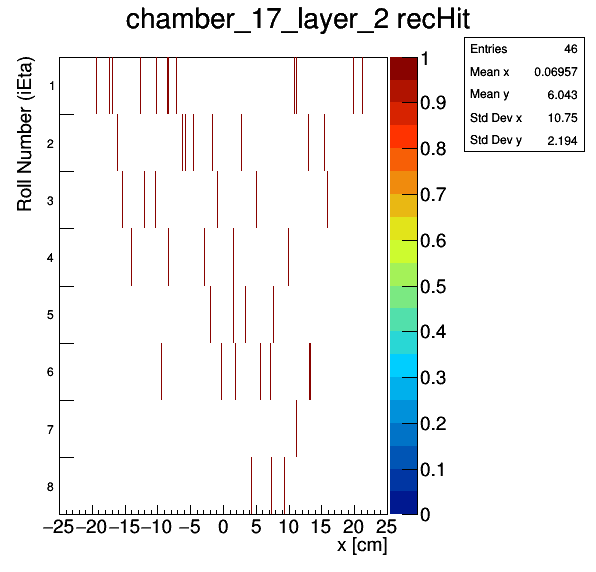 chamber_17_layer_2 recHit
Entries 46
Mean x 0.06957
Mean y 6.043
Std Dev x 10.75
Std Dev y 2.194
Roll Number (iEta)
1
2
3
4
5
6
7
8
1
0.9
0.8
0.7
0.6
0.5
0.4
0.3
0.2
0.1
0
−25 −20 −15 −10 −5 0 5 10 15 20 25
x [cm]